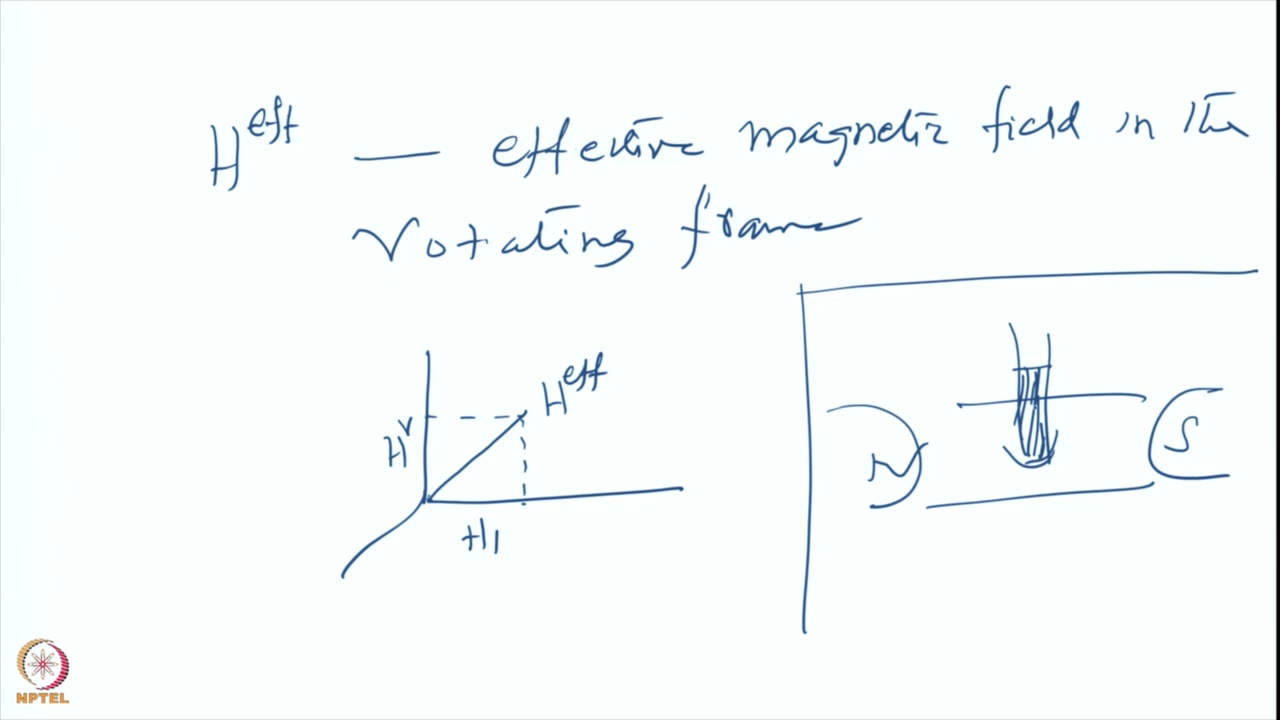 H^eff — effective magnetic field in the
rotating frame
H^eff
H^r
H1
N
S
NPTEL